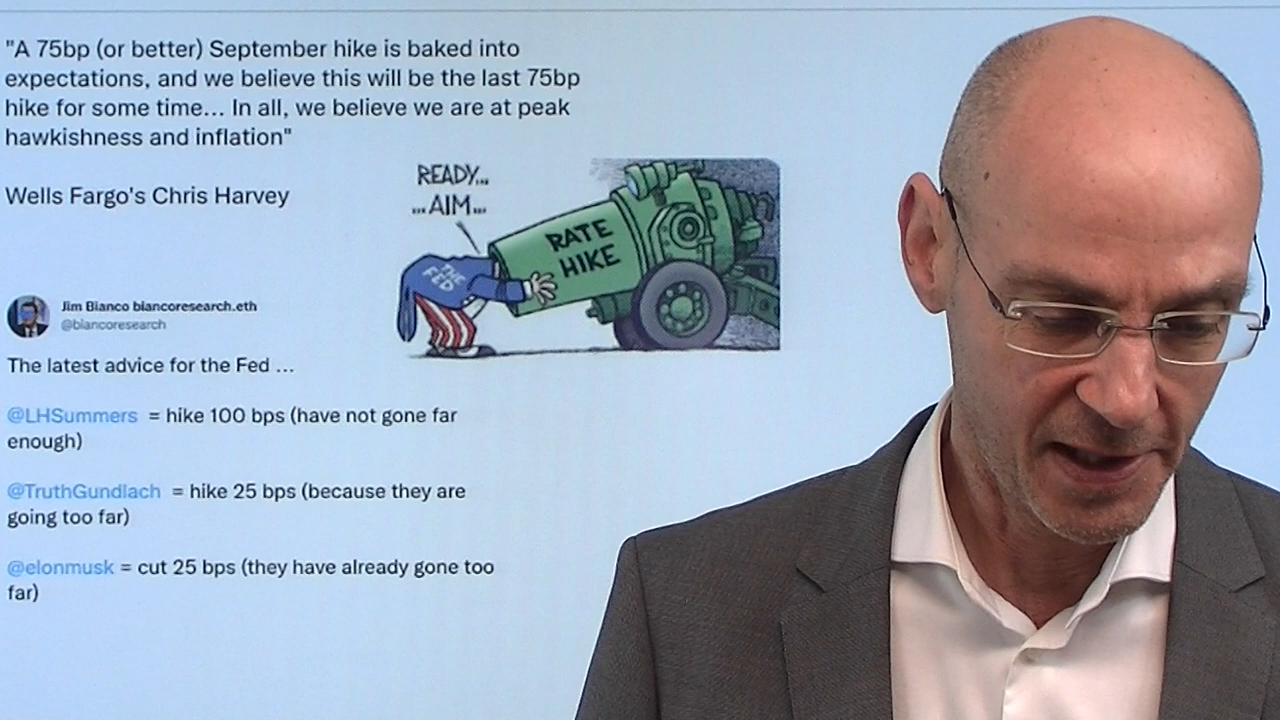 "A 75bp (or better) September hike is baked into
expectations, and we believe this will be the last 75bp
hike for some time... In all, we believe we are at peak
hawkishness and inflation"
Wells Fargo's Chris Harvey
READY...
...AIM...
RATE
HIKE
THE
FED
Jim Bianco biancoresearch.eth
@biancoresearch
The latest advice for the Fed ...
@LHSummers = hike 100 bps (have not gone far
enough)
@TruthGundlach = hike 25 bps (because they are
going too far)
@elonmusk = cut 25 bps (they have already gone too
far)